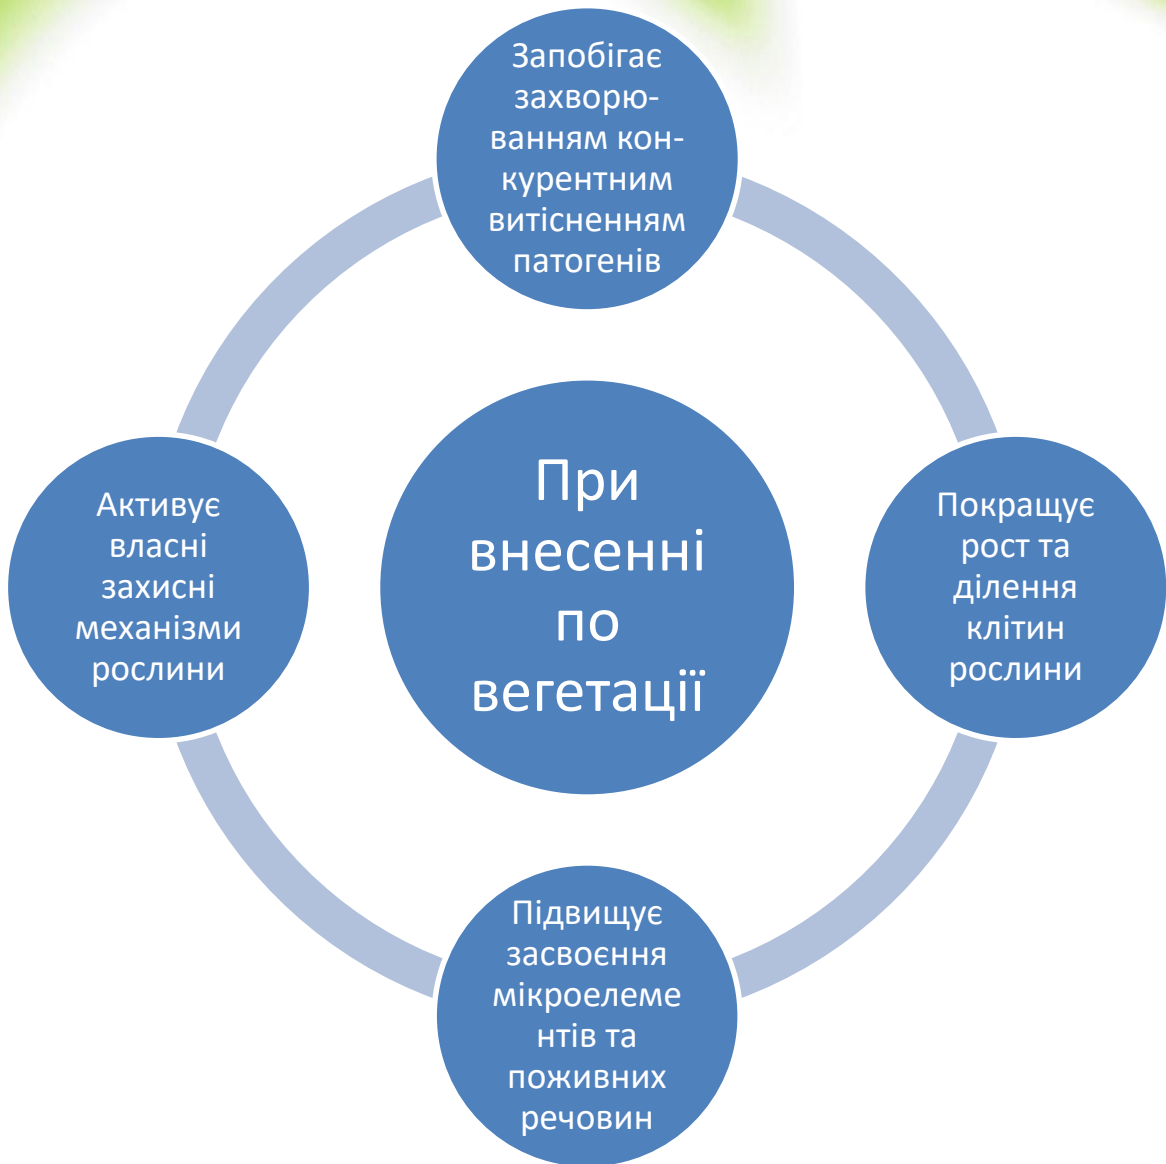 Запобігає
захворю-
ванням кон-
курентним
витісненням
патогенів
Активує
власні
захисні
механізми
рослини
При
внесенні
по
вегетації
Покращує
рост та
ділення
клітин
рослини
Підвищує
засвоєння
мікроелеме
нтів та
поживних
речовин